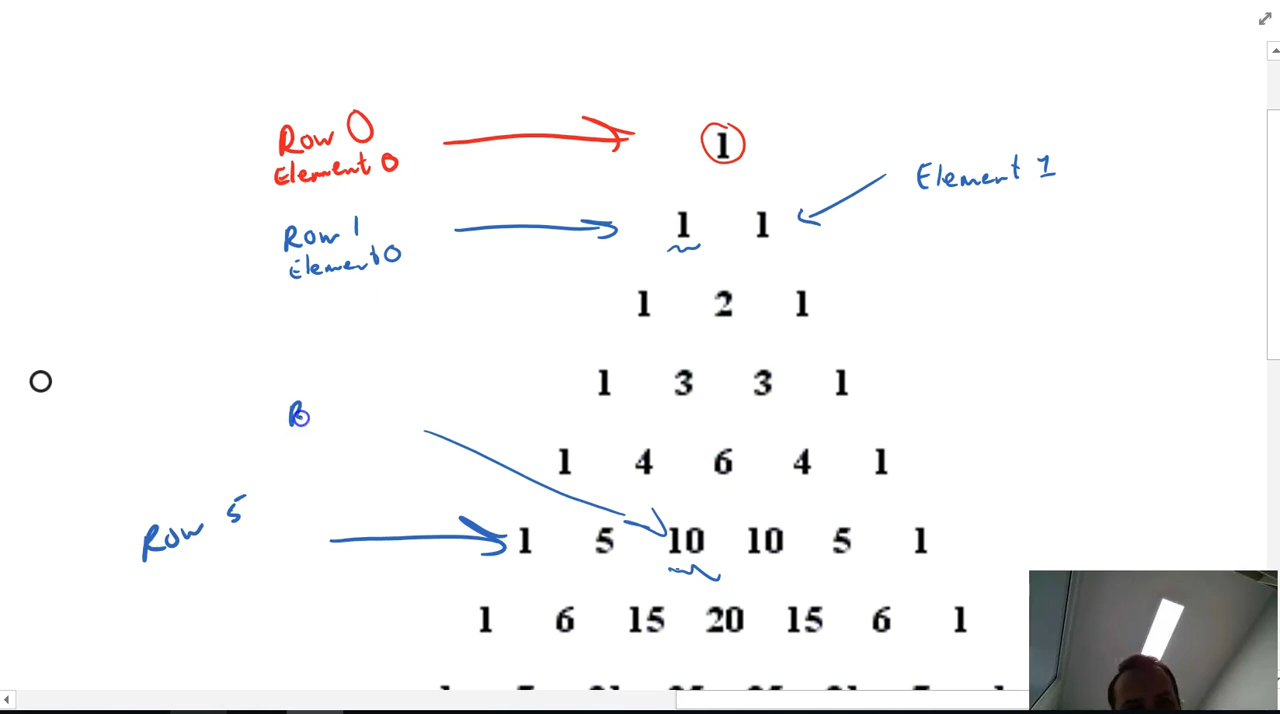 Row 0
Element 0
1
Element 1
Row 1
Element 0
1 1
1 2 1
1 3 3 1
R
1 4 6 4 1
Row 5
1 5 10 10 5 1
1 6 15 20 15 6 1